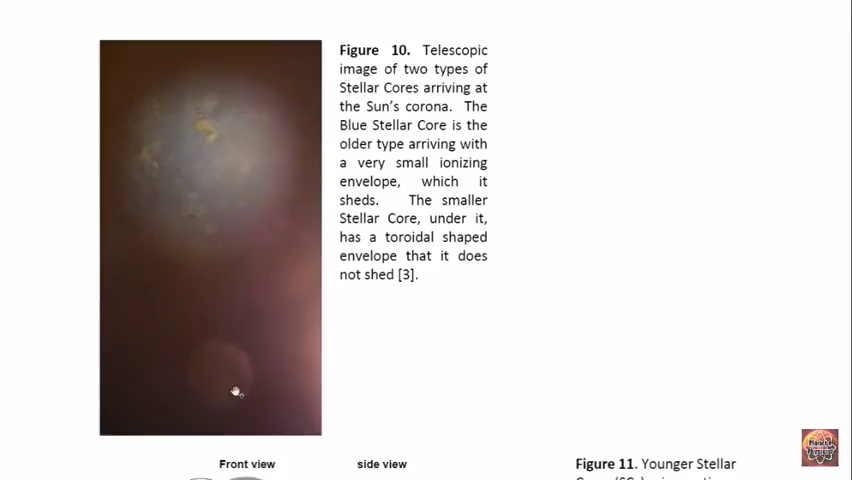 Figure 10. Telescopic
image of two types of
Stellar Cores arriving at
the Sun's corona. The
Blue Stellar Core is the
older type arriving with
a very small ionizing
envelope, which it
sheds. The smaller
Stellar Core, under it,
has a toroidal shaped
envelope that it does
not shed [3].
Front view
side view
Figure 11. Younger Stellar